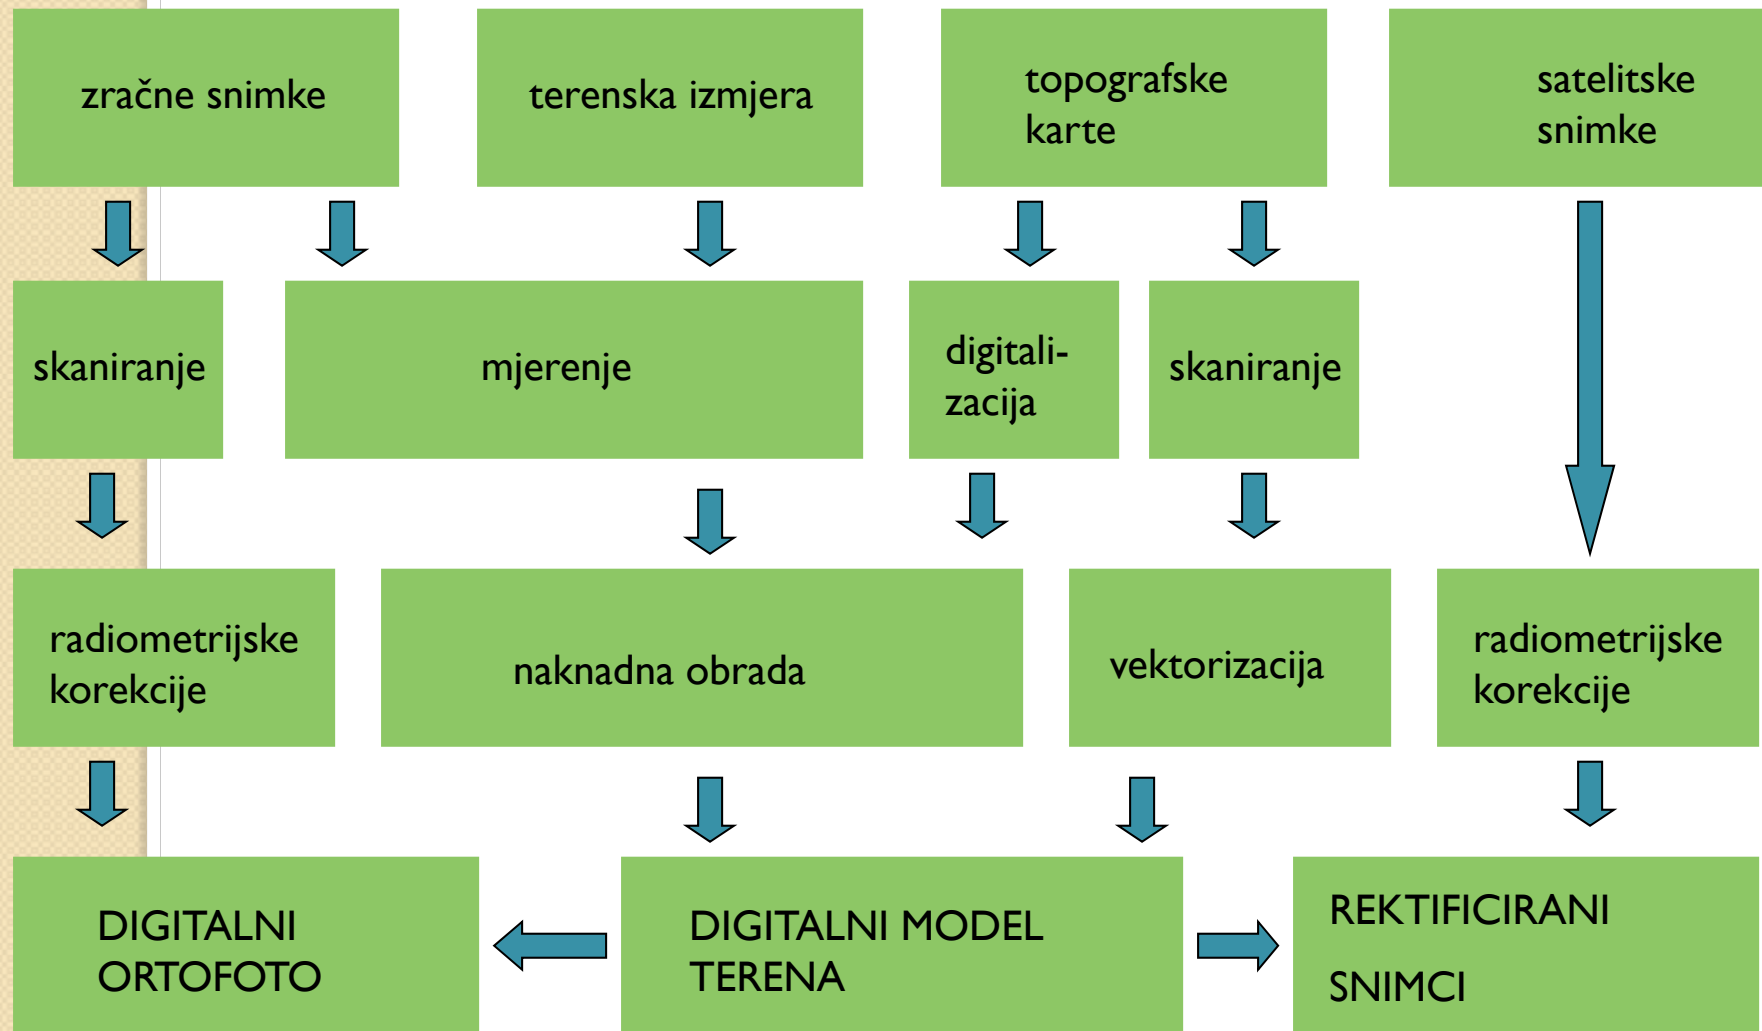 zračne snimke
terenska izmjera
topografske
karte
satelitske
snimke
skaniranje
mjerenje
digitali-
zacija
skaniranje
radiometrijske
korekcije
naknadna obrada
vektorizacija
radiometrijske
korekcije
DIGITALNI
ORTOFOTO
DIGITALNI MODEL
TERENA
REKTIFICIRANI
SNIMCI